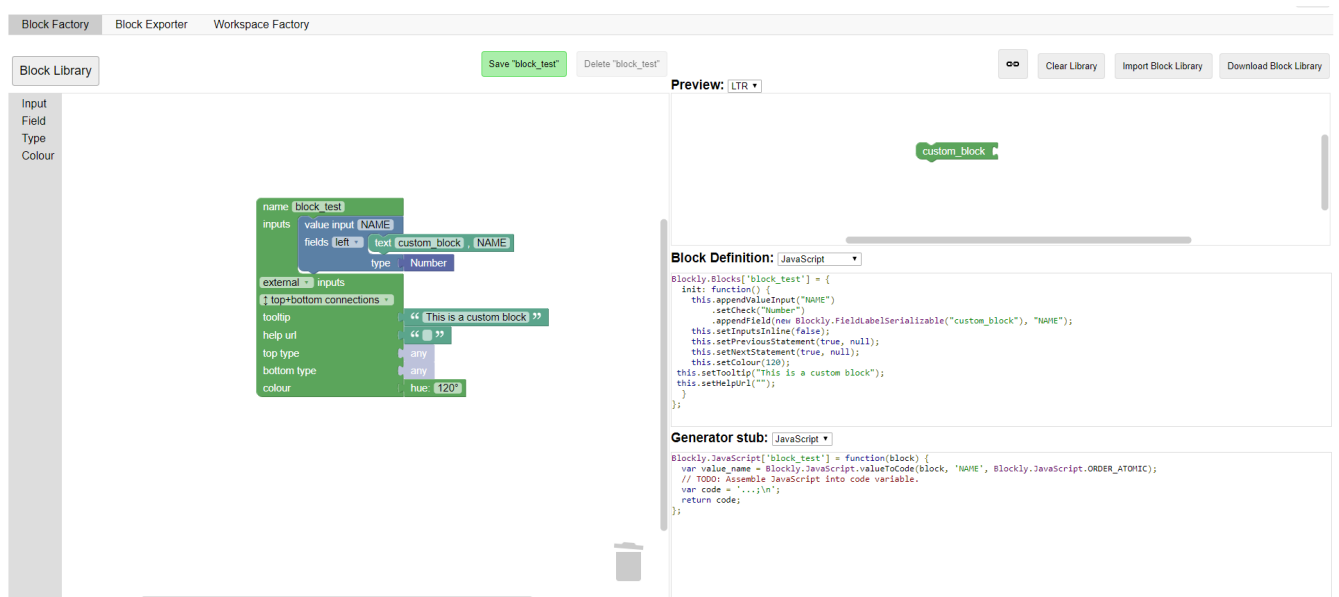 Block Factory Block Exporter Workspace Factory
Block Library
Save "block_test" Delete "block_test"
Clear Library Import Block Library Download Block Library
Input
Field
Type
Colour
name block_test
inputs value input NAME
fields left text custom_block , NAME
type Number
external inputs
↕ top+bottom connections
tooltip “ This is a custom block ”
help url “ ”
top type any
bottom type any
colour hue: 120°
Preview: LTR
custom_block
Block Definition: JavaScript
Blockly.Blocks['block_test'] = {
  init: function() {
    this.appendValueInput("NAME")
        .setCheck("Number")
        .appendField(new Blockly.FieldLabelSerializable("custom_block"), "NAME");
    this.setInputsInline(false);
    this.setPreviousStatement(true, null);
    this.setNextStatement(true, null);
    this.setColour(120);
 this.setTooltip("This is a custom block");
 this.setHelpUrl("");
  }
};
Generator stub: JavaScript
Blockly.JavaScript['block_test'] = function(block) {
  var value_name = Blockly.JavaScript.valueToCode(block, 'NAME', Blockly.JavaScript.ORDER_ATOMIC);
  // TODO: Assemble JavaScript into code variable.
  var code = '...;\n';
  return code;
};